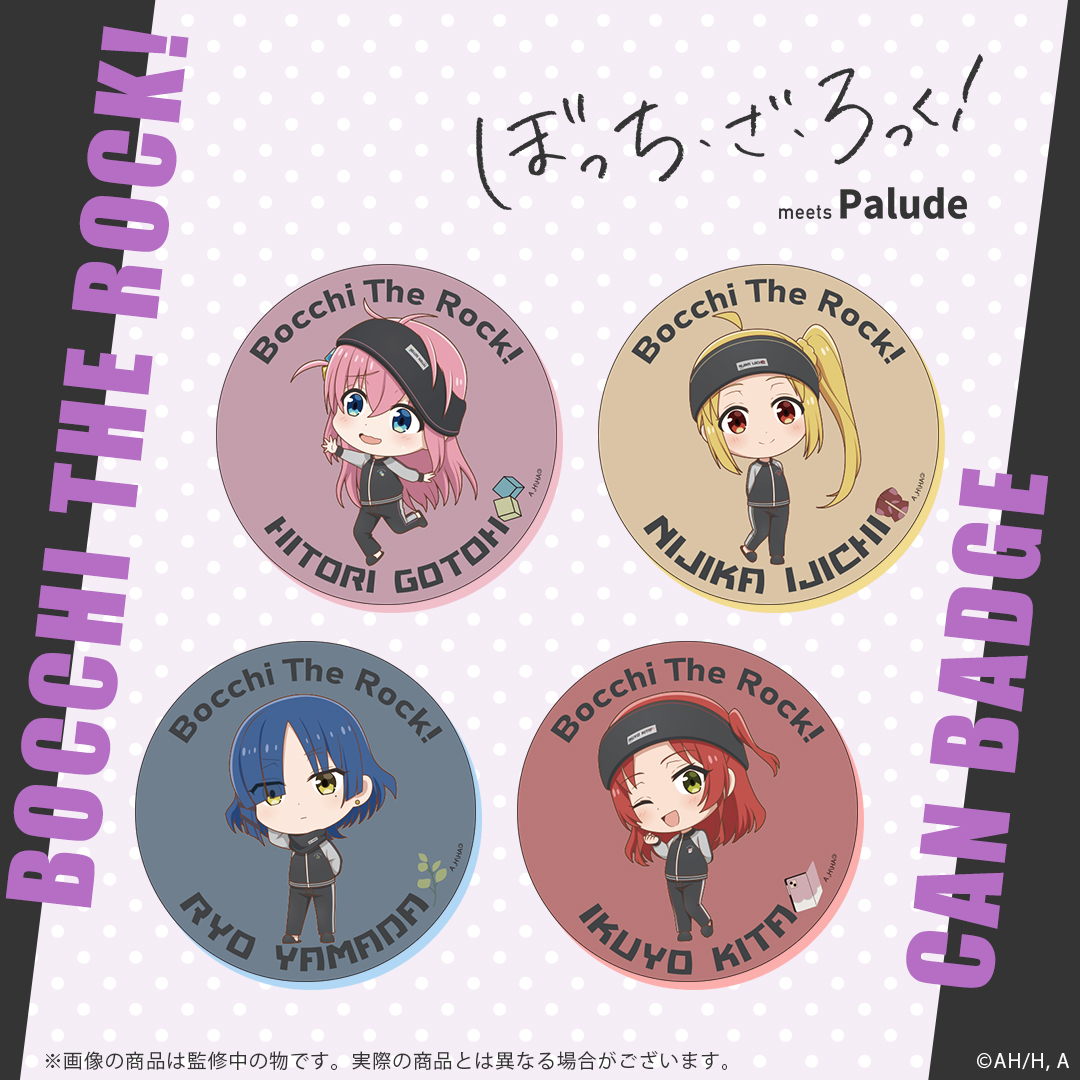 BOCCHI THE ROCK!
ぼっち・ざ・ろっく!
meets Palude
Bocchi The Rock!
HITORI GOTOH
Bocchi The Rock!
NIJIKA IJICHI
Bocchi The Rock!
RYO YAMADA
Bocchi The Rock!
IKUYO KITA
CAN BADGE
※画像の商品は監修中の物です。実際の商品とは異なる場合がございます。
©AH/H, A